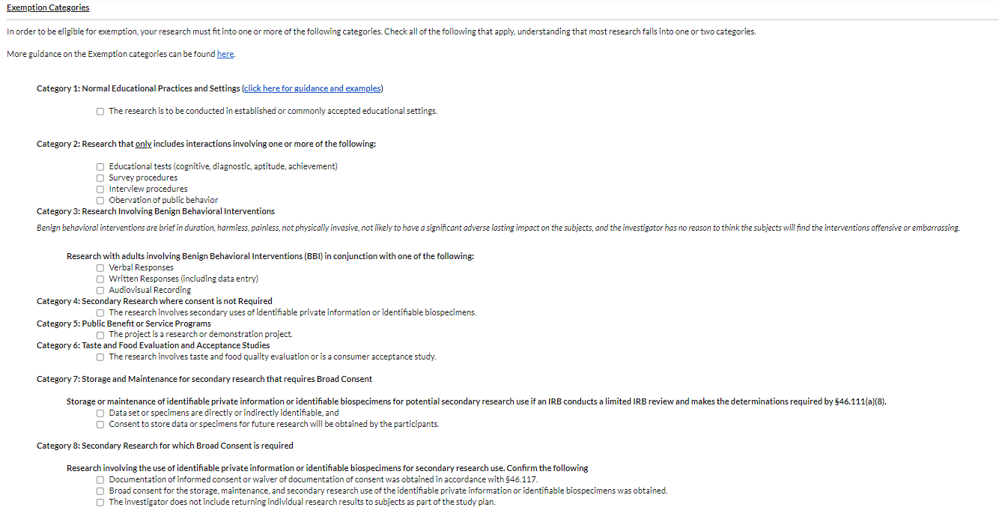 Exemption Categories
In order to be eligible for exemption, your research must fit into one or more of the following categories. Check all of the following that apply, understanding that most research falls into one or two categories.
More guidance on the Exemption categories can be found here.
Category 1: Normal Educational Practices and Settings (click here for guidance and examples)
The research is to be conducted in established or commonly accepted educational settings.
Category 2: Research that only includes interactions involving one or more of the following:
Educational tests (cognitive, diagnostic, aptitude, achievement)
Survey procedures
Interview procedures
Obervation of public behavior
Category 3: Research Involving Benign Behavioral Interventions
Benign behavioral interventions are brief in duration, harmless, painless, not physically invasive, not likely to have a significant adverse lasting impact on the subjects, and the investigator has no reason to think the subjects will find the interventions offensive or embarrassing.
Research with adults involving Benign Behavioral Interventions (BBI) in conjunction with one of the following:
Verbal Responses
Written Responses (including data entry)
Audiovisual Recording
Category 4: Secondary Research where consent is not Required
The research involves secondary uses of identifiable private information or identifiable biospecimens.
Category 5: Public Benefit or Service Programs
The project is a research or demonstration project.
Category 6: Taste and Food Evaluation and Acceptance Studies
The research involves taste and food quality evaluation or is a consumer acceptance study.
Category 7: Storage and Maintenance for secondary research that requires Broad Consent
Storage or maintenance of identifiable private information or identifiable biospecimens for potential secondary research use if an IRB conducts a limited IRB review and makes the determinations required by §46.111(a)(8).
Data set or specimens are directly or indirectly identifiable, and
Consent to store data or specimens for future research will be obtained by the participants.
Category 8: Secondary Research for which Broad Consent is required
Research involving the use of identifiable private information or identifiable biospecimens for secondary research use. Confirm the following
Documentation of informed consent or waiver of documentation of consent was obtained in accordance with §46.117.
Broad consent for the storage, maintenance, and secondary research use of the identifiable private information or identifiable biospecimens was obtained.
The investigator does not include returning individual research results to subjects as part of the study plan.